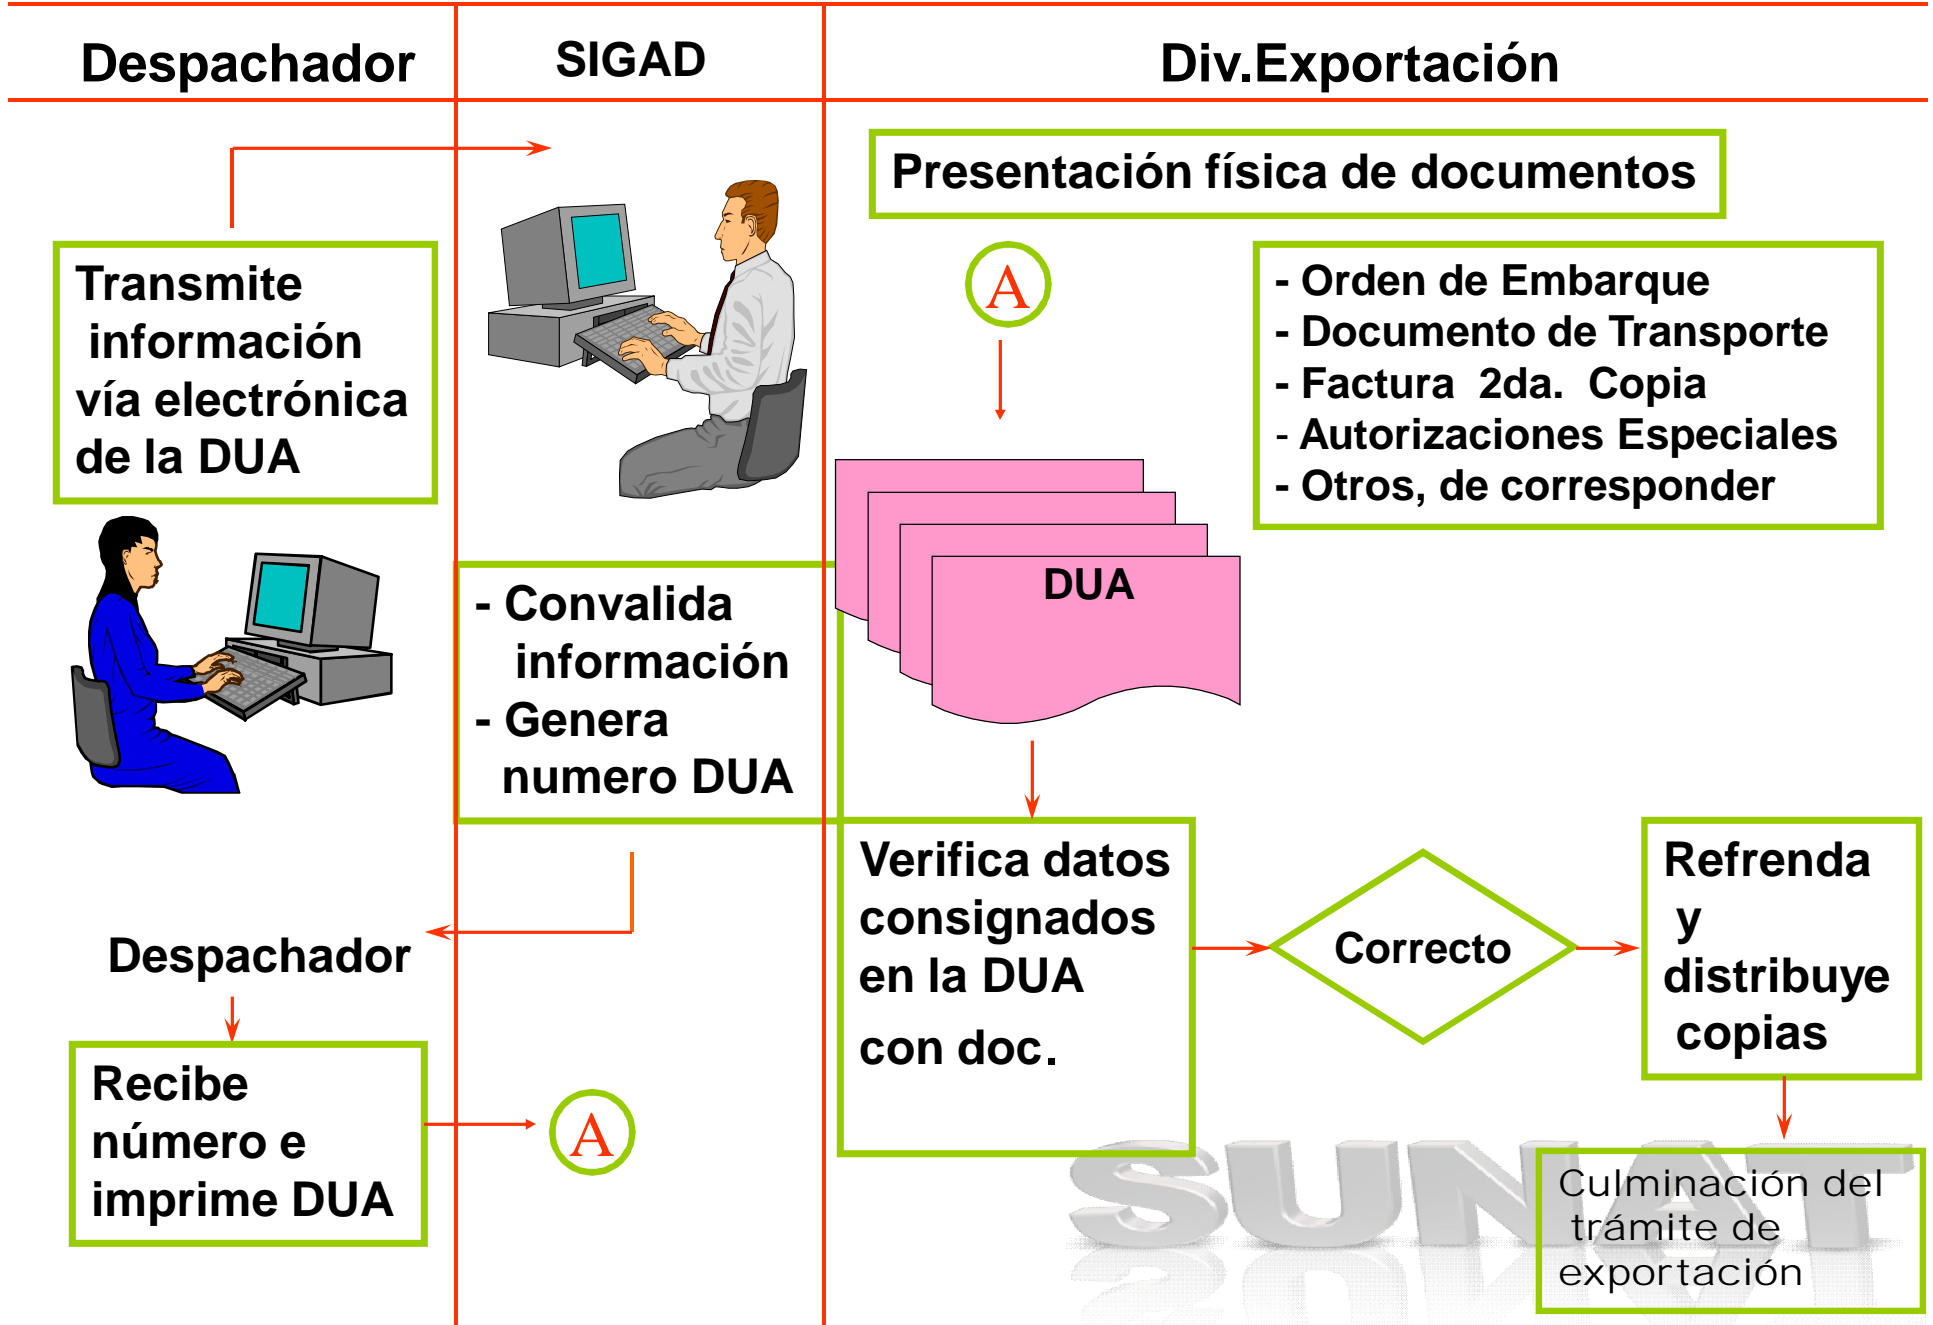 Despachador
SIGAD
Div.Exportación
Transmite
información
vía electrónica
de la DUA
- Convalida
información
- Genera
numero DUA
Despachador
Recibe
número e
imprime DUA
A
Presentación física de documentos
A
- Orden de Embarque
- Documento de Transporte
- Factura 2da. Copia
- Autorizaciones Especiales
- Otros, de corresponder
DUA
Verifica datos
consignados
en la DUA
con doc.
Correcto
Refrenda
y
distribuye
copias
Culminación del
trámite de
exportación
SUNAT